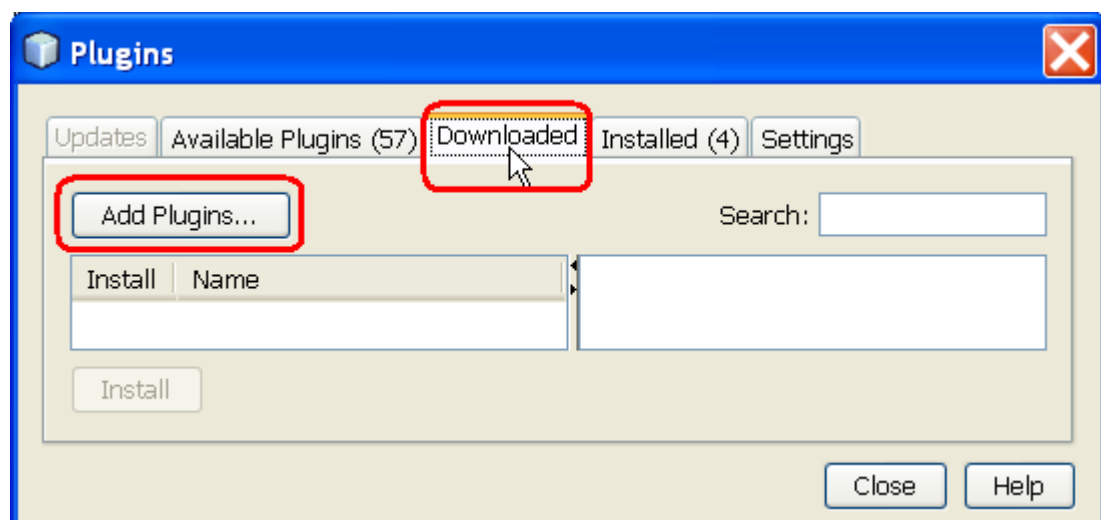 Plugins
Updates Available Plugins (57) Downloaded Installed (4) Settings
Add Plugins... Search:
Install Name
Install
Close Help